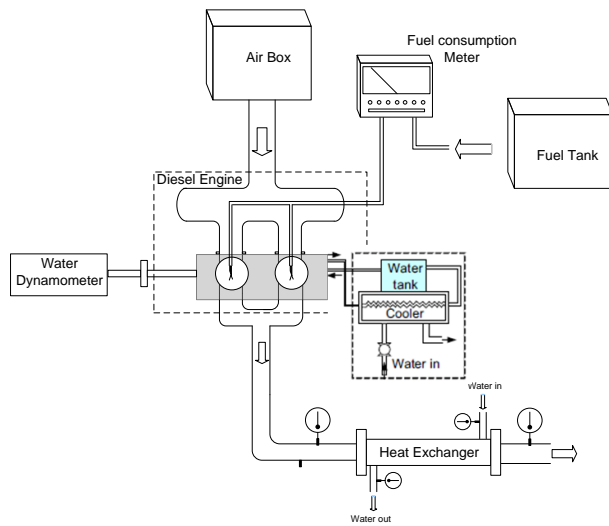 Fuel consumption
Meter
Air Box
Fuel Tank
Diesel Engine
Water
Dynamometer
Water
tank
Cooler
Water in
Water in
Heat Exchanger
Water out